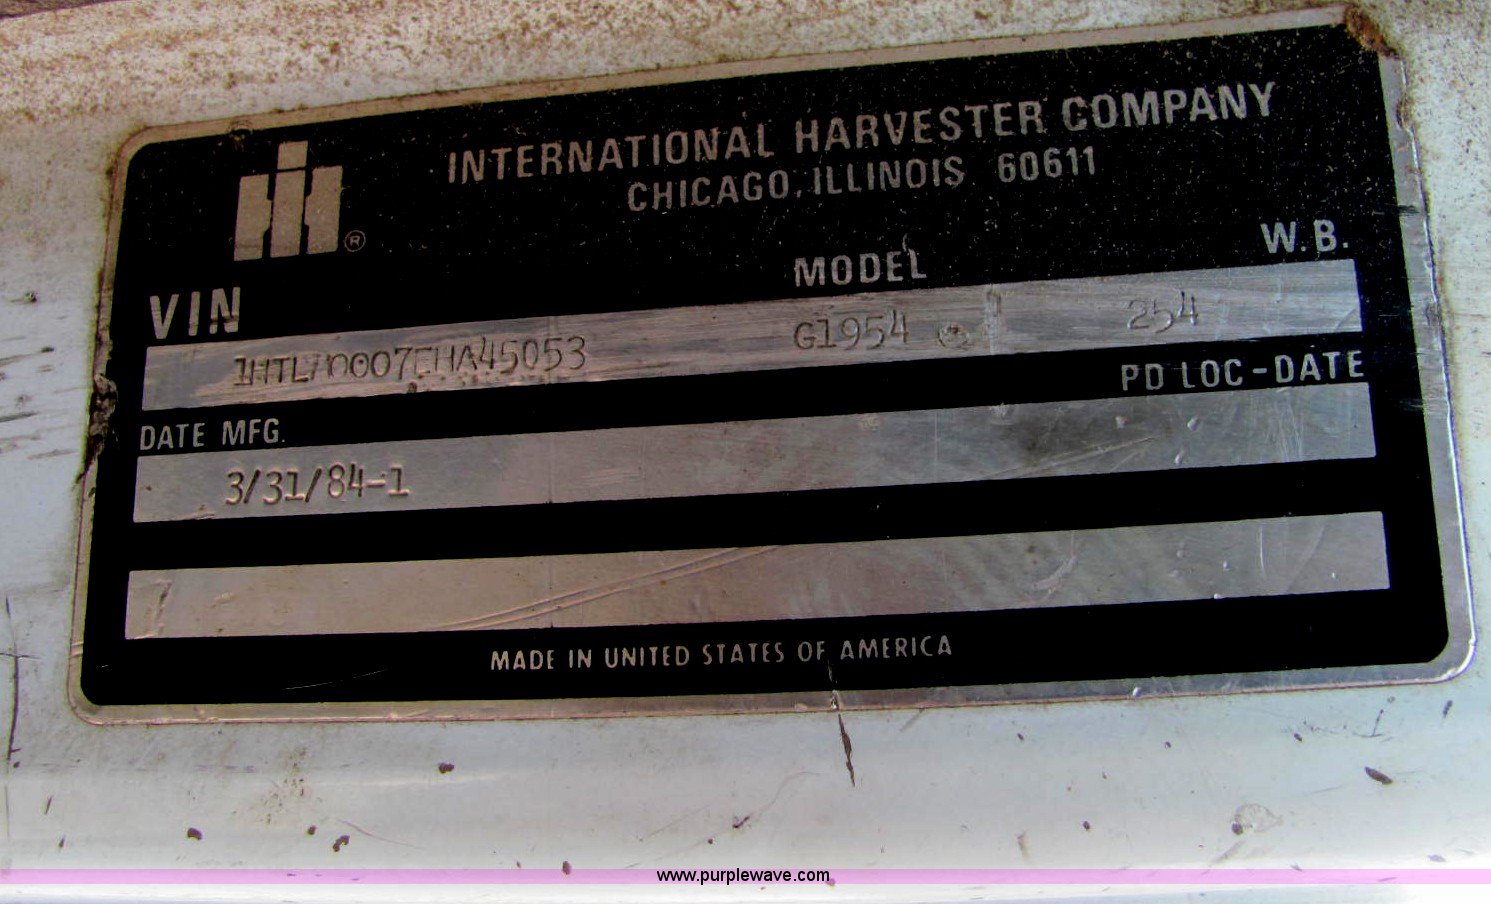 INTERNATIONAL HARVESTER COMPANY
CHICAGO, ILLINOIS 60611
VIN MODEL W.B.
G1954 254
DATE MFG. PD LOC-DATE
3/31/84-1
MADE IN UNITED STATES OF AMERICA
www.purplewave.com